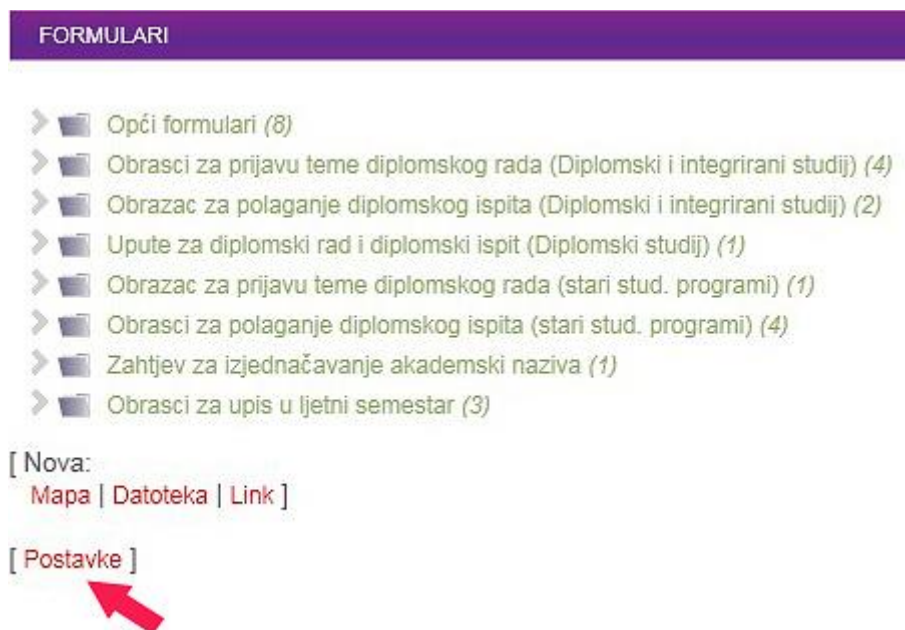 FORMULARI
Opći formulari (8)
Obrasci za prijavu teme diplomskog rada (Diplomski i integrirani studij) (4)
Obrazac za polaganje diplomskog ispita (Diplomski i integrirani studij) (2)
Upute za diplomski rad i diplomski ispit (Diplomski studij) (1)
Obrazac za prijavu teme diplomskog rada (stari stud. programi) (1)
Obrasci za polaganje diplomskog ispita (stari stud. programi) (4)
Zahtjev za izjednačavanje akademski naziva (1)
Obrasci za upis u ljetni semestar (3)
[ Nova:
Mapa | Datoteka | Link ]
[ Postavke ]